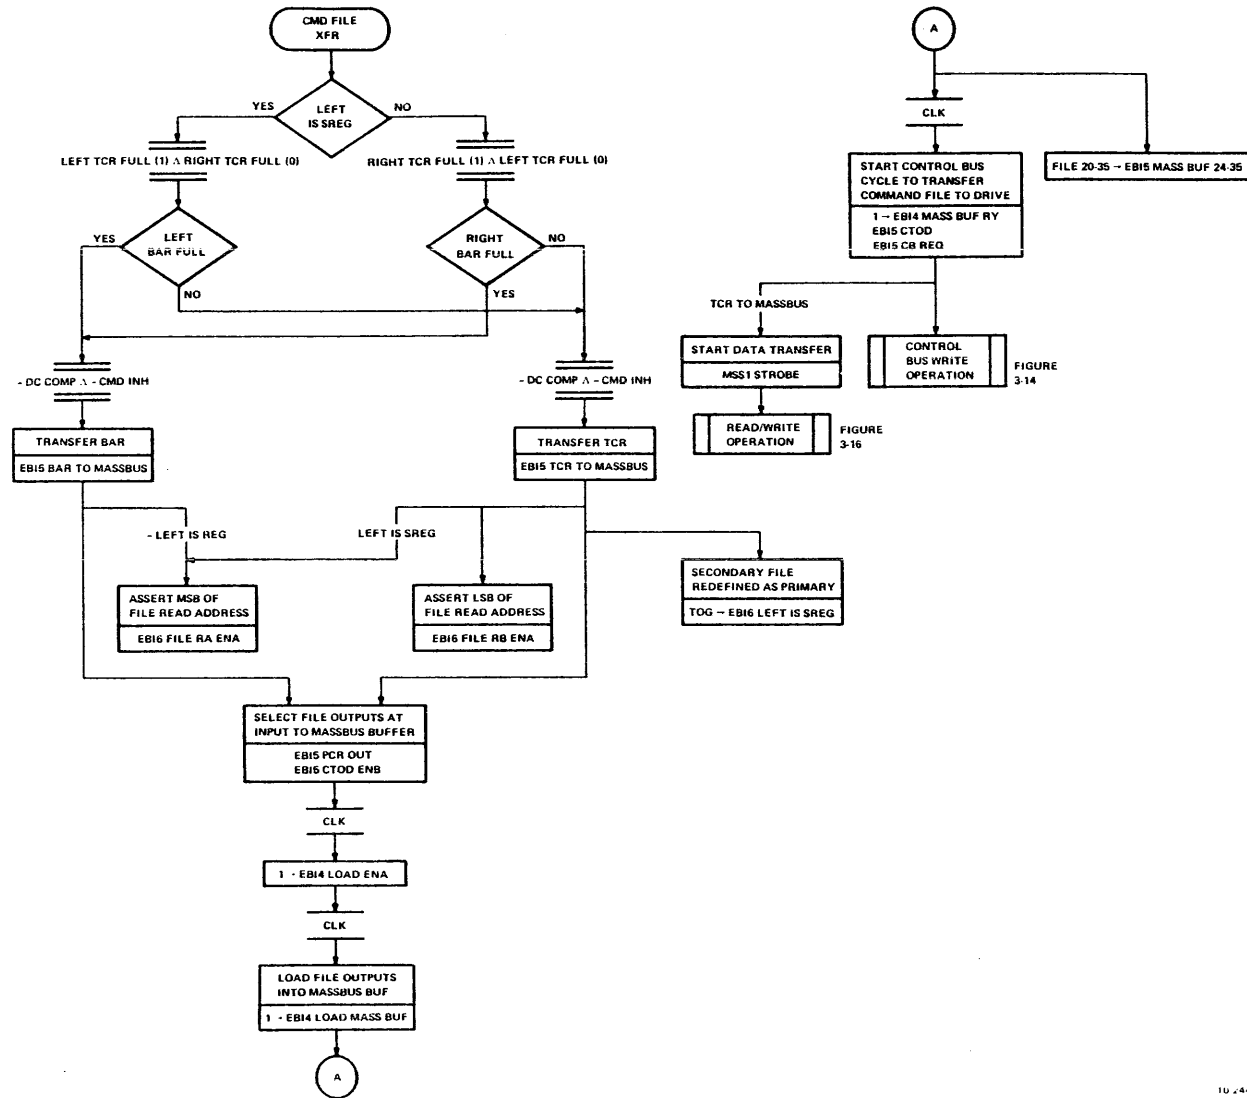 CMD FILE
XFR
LEFT
IS SREG
YES
NO
LEFT TCR FULL (1) Λ RIGHT TCR FULL (0)
RIGHT TCR FULL (1) Λ LEFT TCR FULL (0)
YES
LEFT
BAR FULL
NO
RIGHT
BAR FULL
NO
YES
- DC COMP Λ - CMD INH
- DC COMP Λ - CMD INH
TRANSFER BAR
EBI5 BAR TO MASSBUS
TRANSFER TCR
EBI5 TCR TO MASSBUS
- LEFT IS REG
LEFT IS SREG
ASSERT MSB OF
FILE READ ADDRESS
EBI6 FILE RA ENA
ASSERT LSB OF
FILE READ ADDRESS
EBI6 FILE RB ENA
SECONDARY FILE
REDEFINED AS PRIMARY
TOG → EBI6 LEFT IS SREG
SELECT FILE OUTPUTS AT
INPUT TO MASSBUS BUFFER
EBI5 PCR OUT
EBI5 CTOD ENB
CLK
1 - EBI4 LOAD ENA
CLK
LOAD FILE OUTPUTS
INTO MASSBUS BUF
1 - EBI4 LOAD MASS BUF
A
A
CLK
START CONTROL BUS
CYCLE TO TRANSFER
COMMAND FILE TO DRIVE
1 → EBI4 MASS BUF RY
EBI5 CTOD
EBI5 CB REQ
FILE 20-35 → EBI5 MASS BUF 24-35
TCR TO MASSBUS
START DATA TRANSFER
MSS1 STROBE
CONTROL
BUS WRITE
OPERATION
FIGURE
3-14
READ/WRITE
OPERATION
FIGURE
3-16